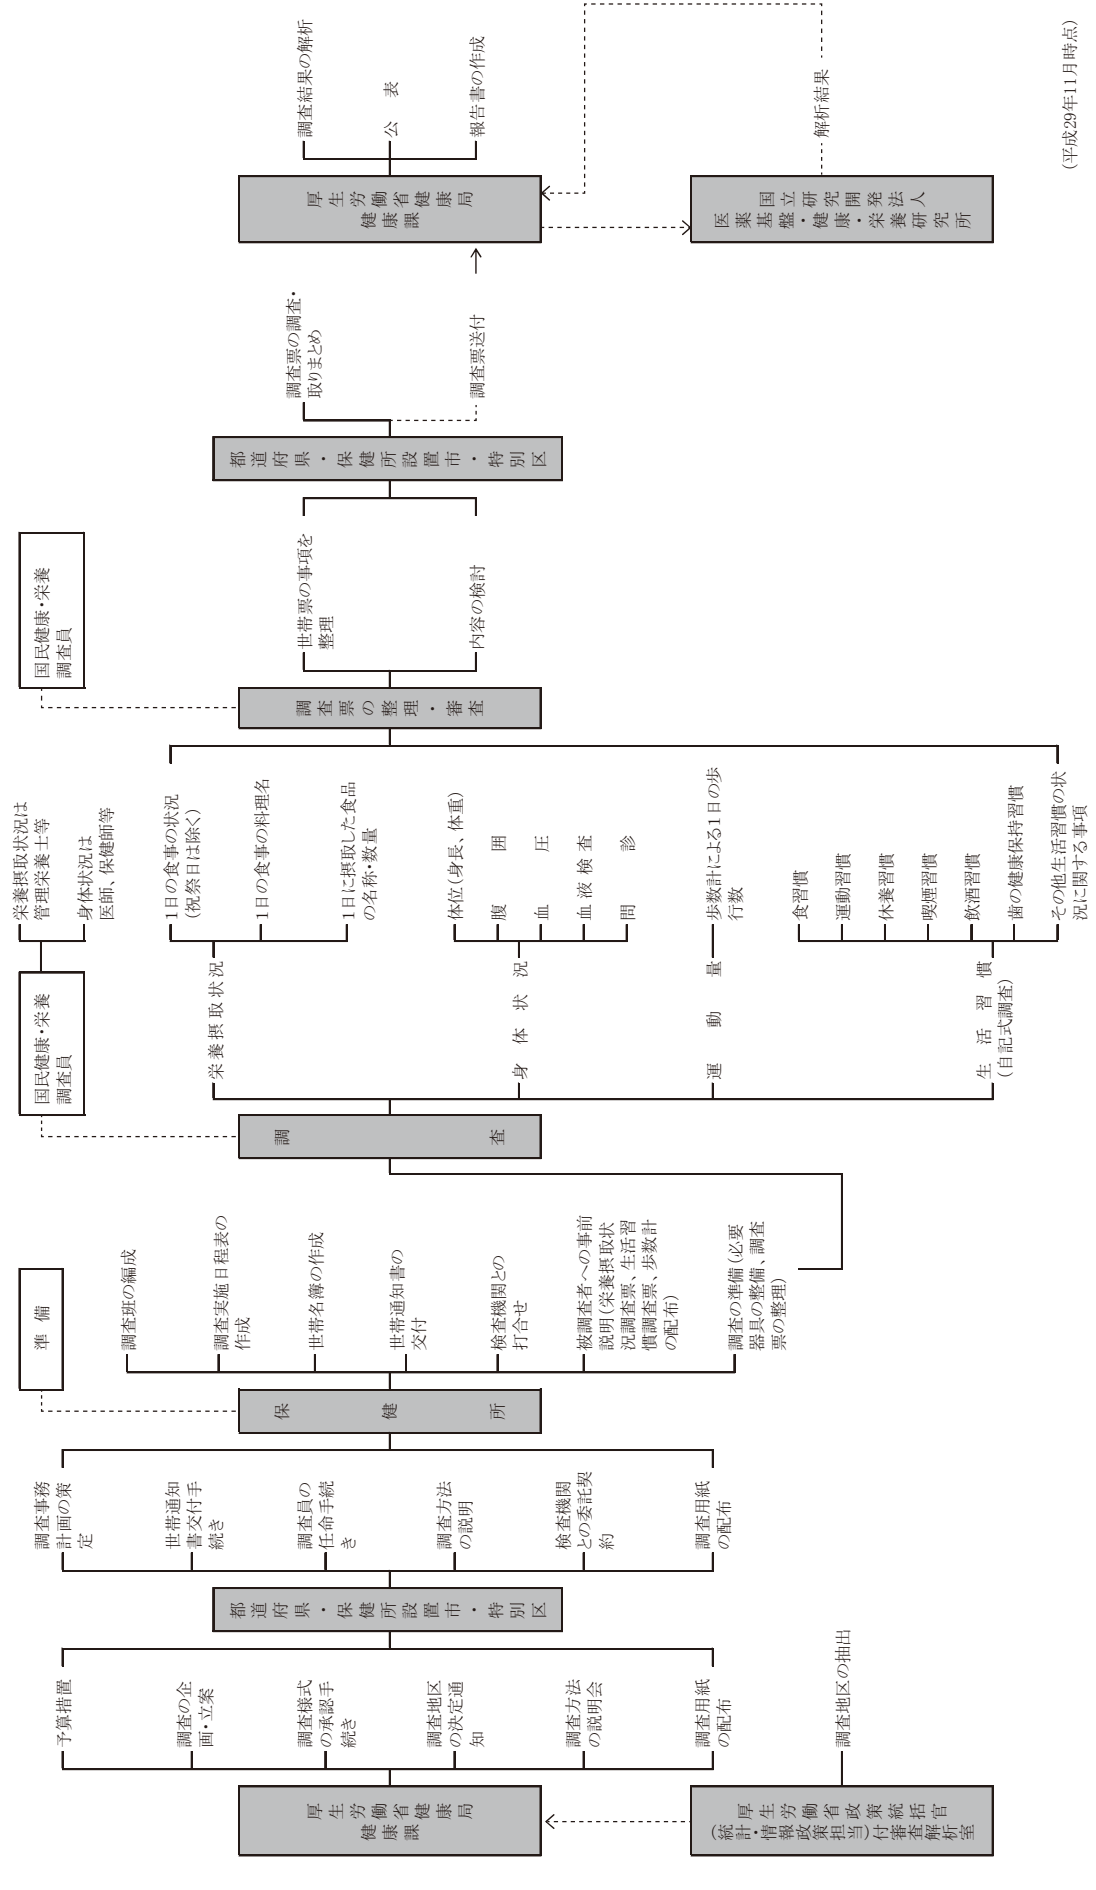 厚生労働省健康局
健康課
厚生労働省政策統括官
(統計・情報政策担当)付審査解析室
予算措置
調査の企
画・立案
調査様式
の承認手
続き
調査地区
の決定通
知
調査方法
の説明会
調査用紙
の配布
調査地区の抽出
都道府県・保健所設置市・特別区
調査事務
計画の策
定
世帯通知
書交付手
続き
調査員の
任命手続
き
調査方法
の説明
検査機関
との委託契
約
調査用紙
の配布
準備
保健所
調査班の編成
調査実施日程表の
作成
世帯名簿の作成
世帯通知書の
交付
検査機関との
打合せ
被調査者への事前
説明(栄養摂取状
況調査票、生活習
慣調査票、歩数計
の配布)
調査の準備(必要
器具の整備、調査
票の整理)
国民健康・栄養
調査員
栄養摂取状況は
管理栄養士等
身体状況は
医師、保健師等
調査
栄養摂取状況
1日の食事の状況
(祝祭日は除く)
1日の食事の料理名
1日に摂取した食品
の名称・数量
身体状況
体位(身長、体重)
腹囲
血圧
血液検査
問診
運動量
歩数計による1日の歩
行数
生活習慣
(自記式調査)
食習慣
運動習慣
休養習慣
喫煙習慣
飲酒習慣
歯の健康保持習慣
その他生活習慣の状
況に関する事項
国民健康・栄養
調査員
調査票の整理・審査
世帯票の事項を
整理
内容の検討
都道府県・保健所設置市・特別区
調査票の調査・
取りまとめ
調査票送付
厚生労働省健康局
健康課
調査結果の解析
公表
報告書の作成
国立研究開発法人
医薬基盤・健康・栄養研究所
解析結果
(平成29年11月時点)